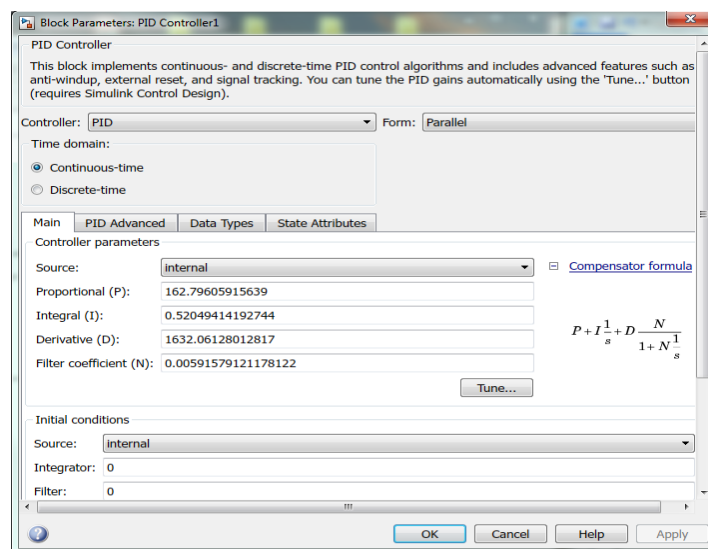 Block Parameters: PID Controller1
PID Controller
This block implements continuous- and discrete-time PID control algorithms and includes advanced features such as
anti-windup, external reset, and signal tracking. You can tune the PID gains automatically using the 'Tune...' button
(requires Simulink Control Design).
Controller: PID Form: Parallel
Time domain:
Continuous-time
Discrete-time
Main PID Advanced Data Types State Attributes
Controller parameters
Source: internal Compensator formula
Proportional (P): 162.79605915639
Integral (I): 0.52049414192744
Derivative (D): 1632.06128012817
Filter coefficient (N): 0.00591579121178122
P+I 1/s +D N/(1+N 1/s)
Tune...
Initial conditions
Source: internal
Integrator: 0
Filter: 0
OK Cancel Help Apply